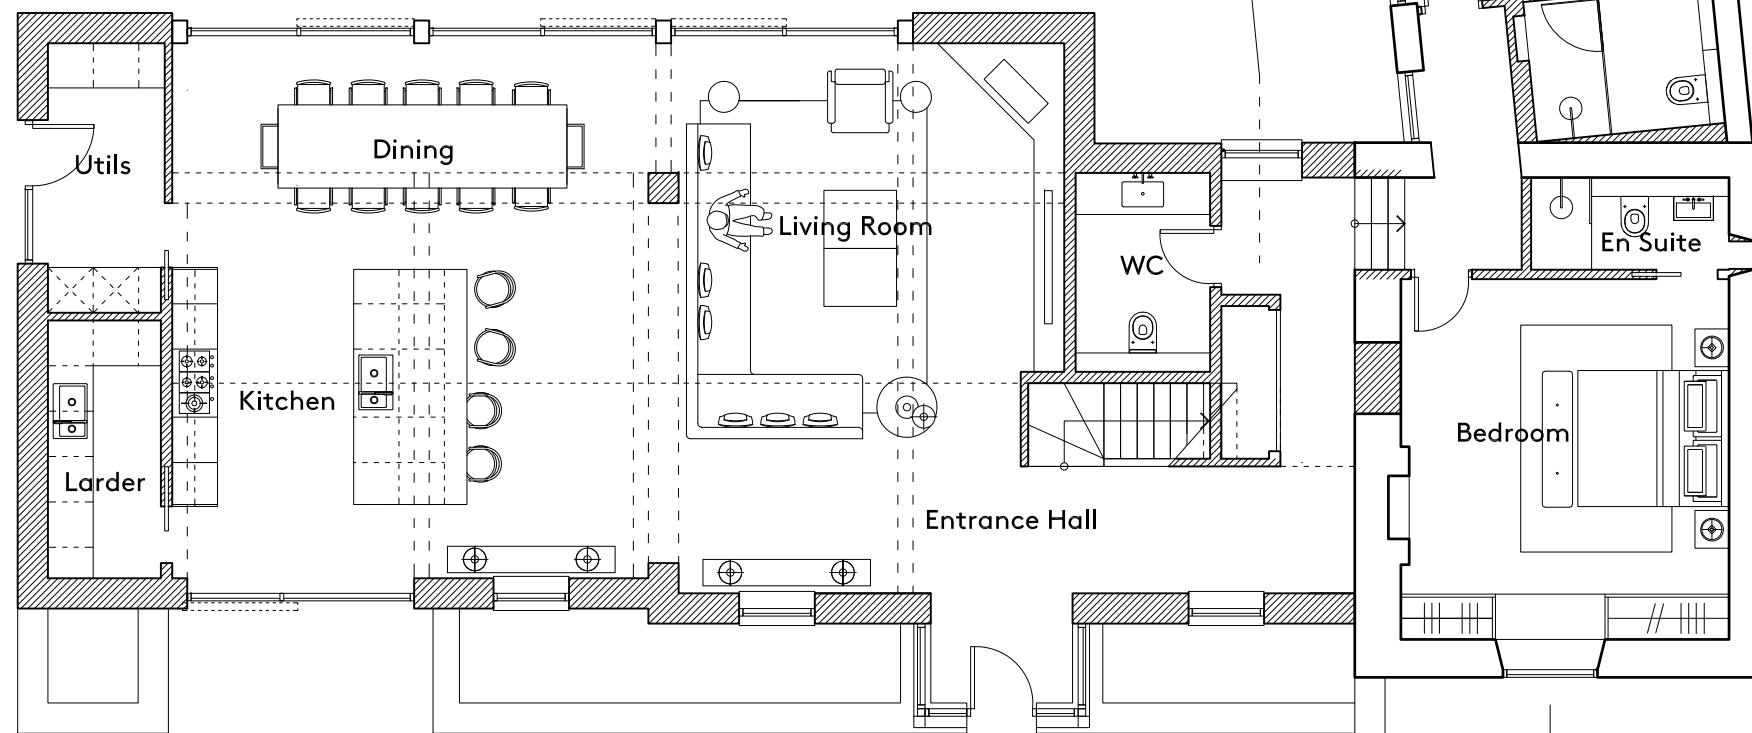 Dining
Utils
Living Room
En Suite
WC
Kitchen
Bedroom
Larder
Entrance Hall